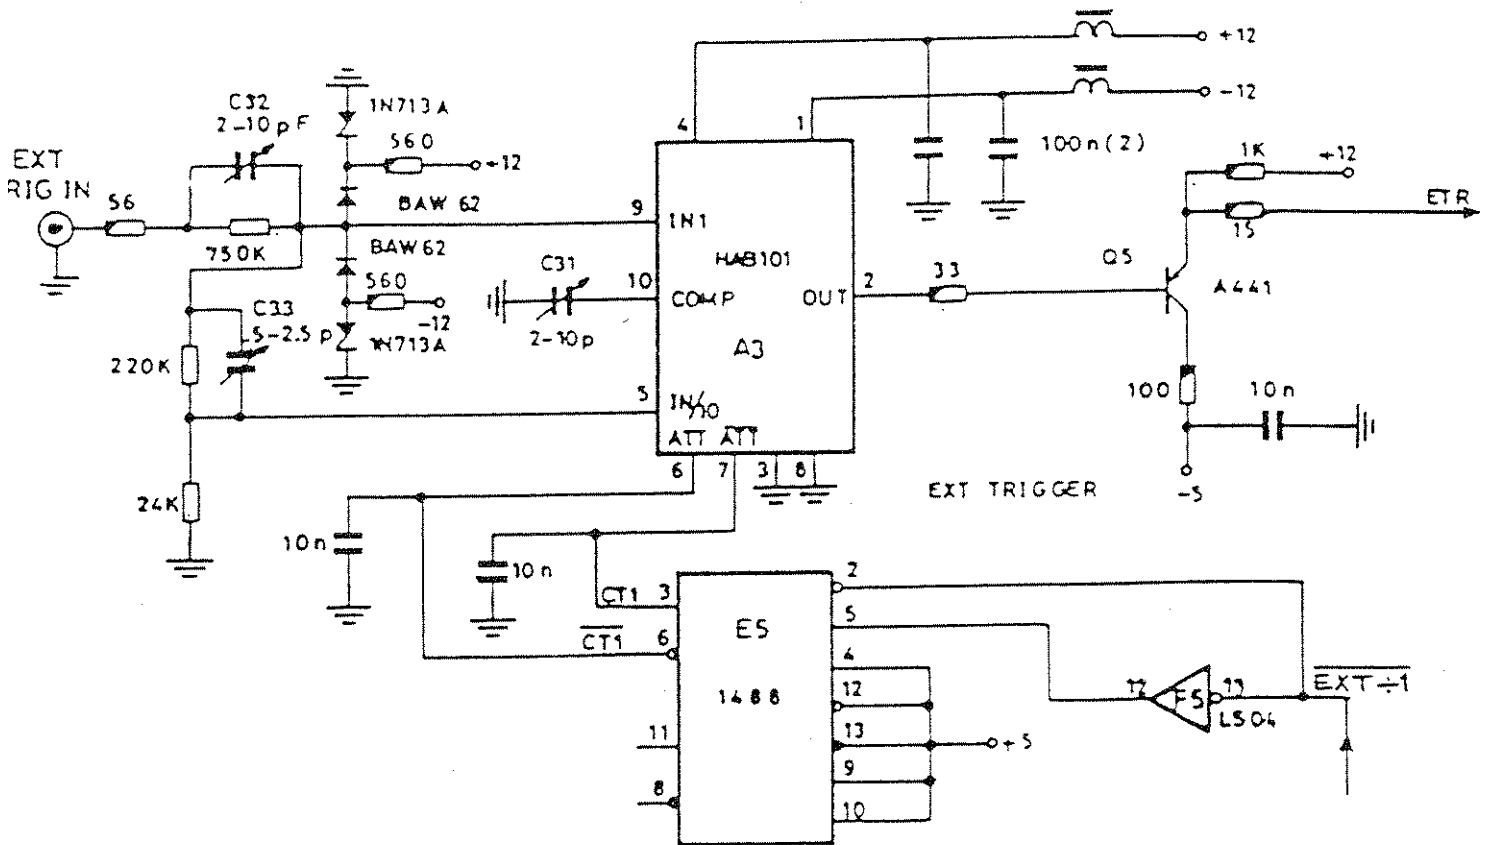 +12
-12
C32
2-10pF
1N713A
560
+12
4
1
100n(2)
1K
+12
EXT
RIG IN
56
750K
BAW 62
9
IN1
15
ETR
BAW62
HAB101
Q5
C31
10
COMP
OUT
2
33
A441
560
-12
2-10p
1N713A
C33
.5-2.5p
A3
220K
5
IN/10
100
10n
ATT
ATT
6
7
3
8
EXT TRIGGER
-5
24K
10n
10n
2
CT1
3
E5
5
CT1
6
4
1488
12
12
F5
13
EXT÷1
LS04
11
13
+5
9
8
10